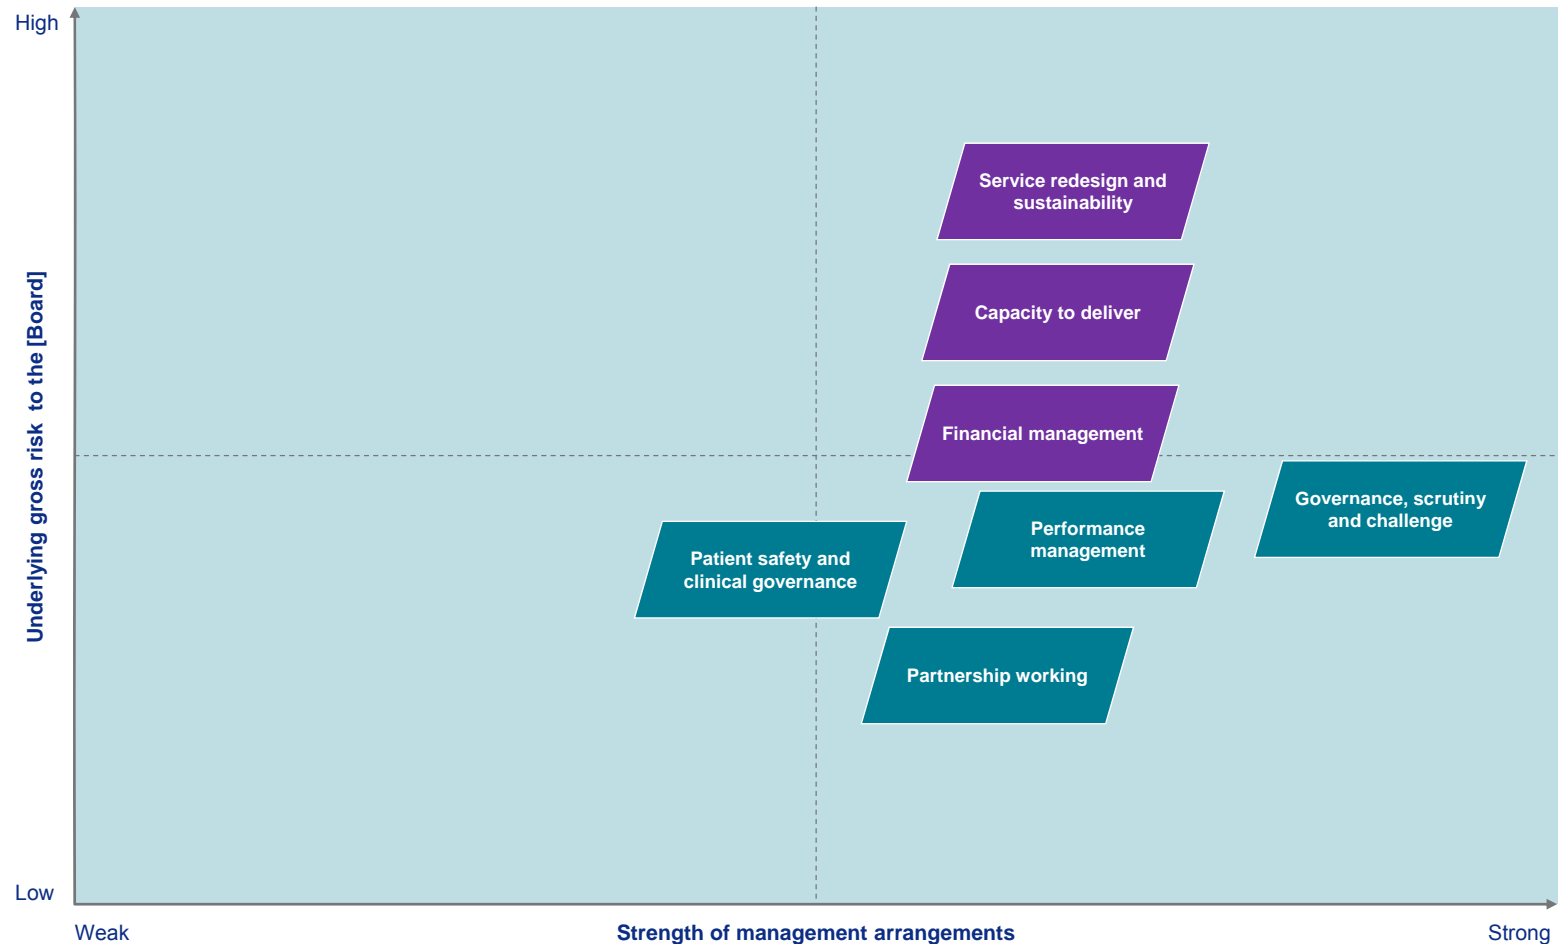 High
Underlying gross risk  to the [Board]
Service redesign and
sustainability
Capacity to deliver
Financial management
Governance, scrutiny
and challenge
Performance
management
Patient safety and
clinical governance
Partnership working
Low
Weak
Strength of management arrangements
Strong